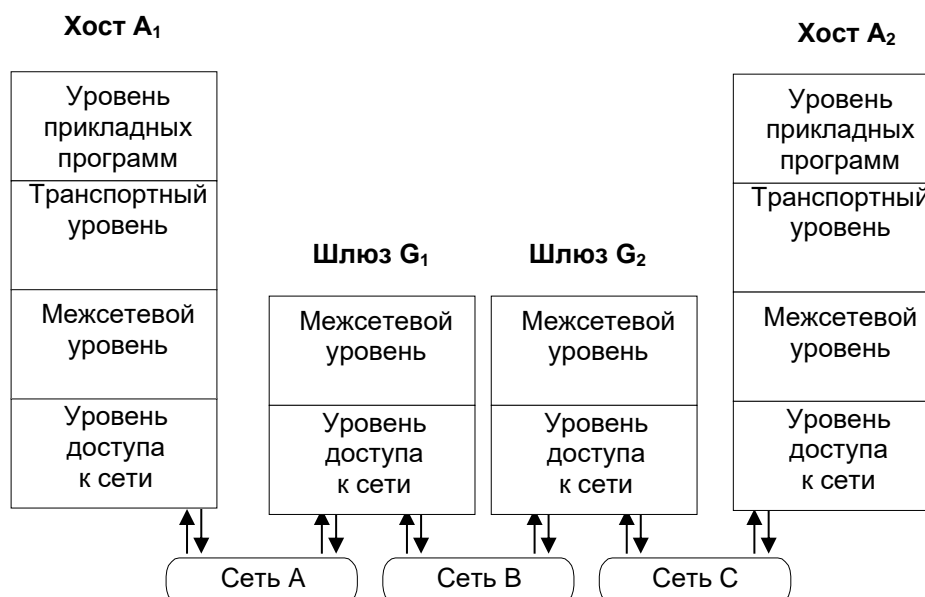 Хост A1
Уровень
прикладных
программ
Транспортный
уровень
Межсетевой
уровень
Уровень
доступа
к сети
Шлюз G1
Межсетевой
уровень
Уровень
доступа
к сети
Шлюз G2
Межсетевой
уровень
Уровень
доступа
к сети
Хост A2
Уровень
прикладных
программ
Транспортный
уровень
Межсетевой
уровень
Уровень
доступа
к сети
Сеть A
Сеть B
Сеть C